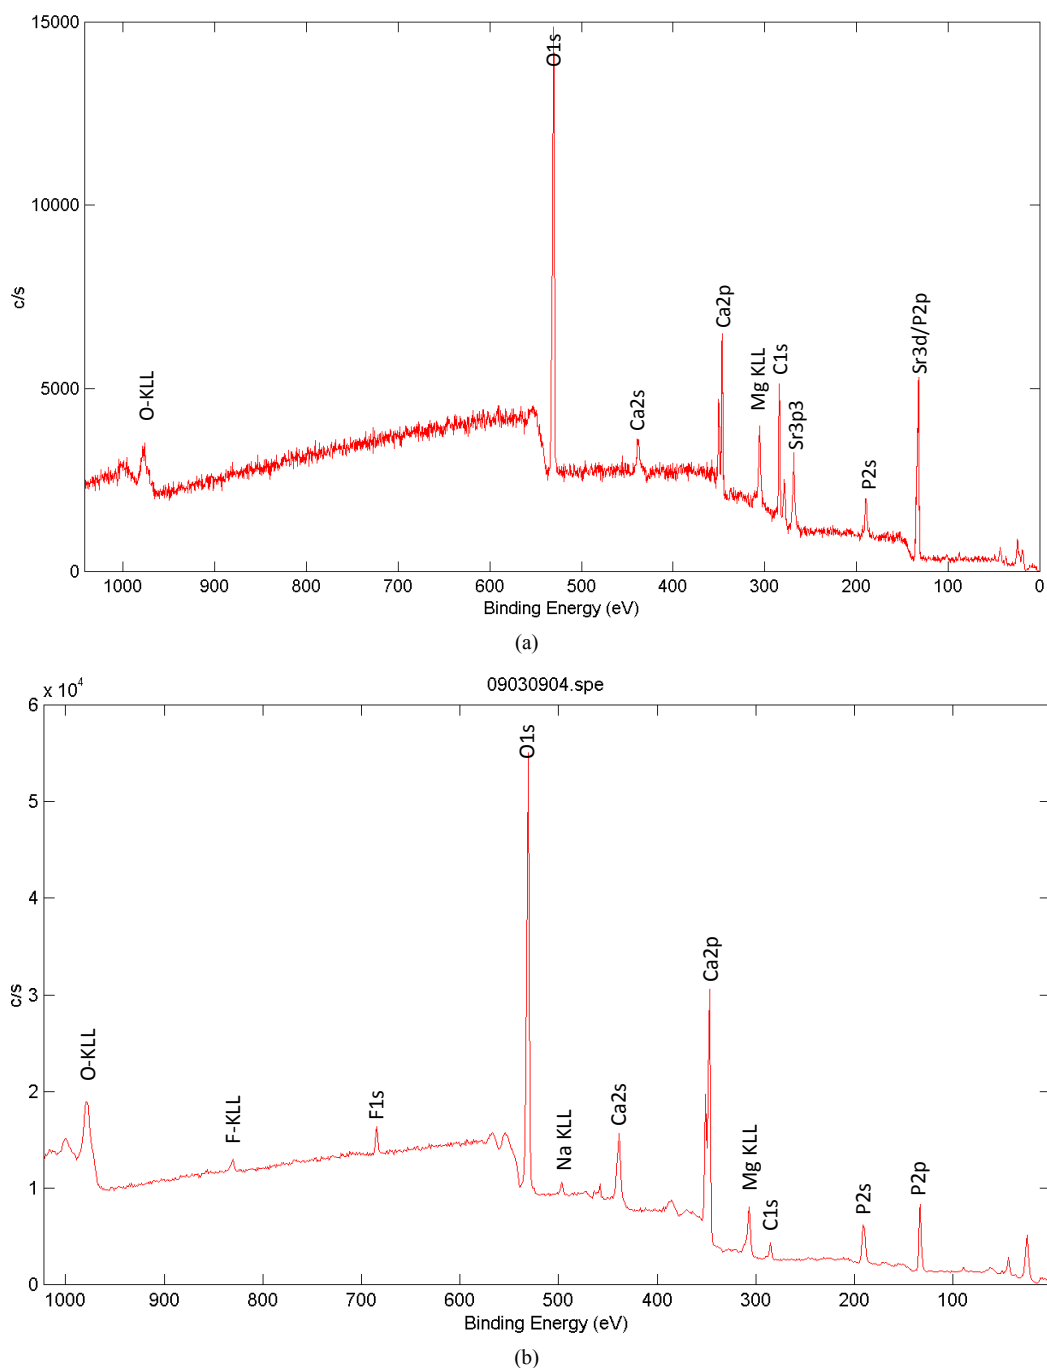 15000
10000
5000
0
c/s
O-KLL
O1s
Ca2s
Ca2p
Mg KLL
C1s
Sr3p3
P2s
Sr3d/P2p
1000 900 800 700 600 500 400 300 200 100 0
Binding Energy (eV)
(a)
09030904.spe
x 10⁴
6
5
4
3
2
1
0
c/s
O-KLL
F-KLL
F1s
O1s
Na KLL
Ca2s
Ca2p
Mg KLL
C1s
P2s
P2p
1000 900 800 700 600 500 400 300 200 100
Binding Energy (eV)
(b)